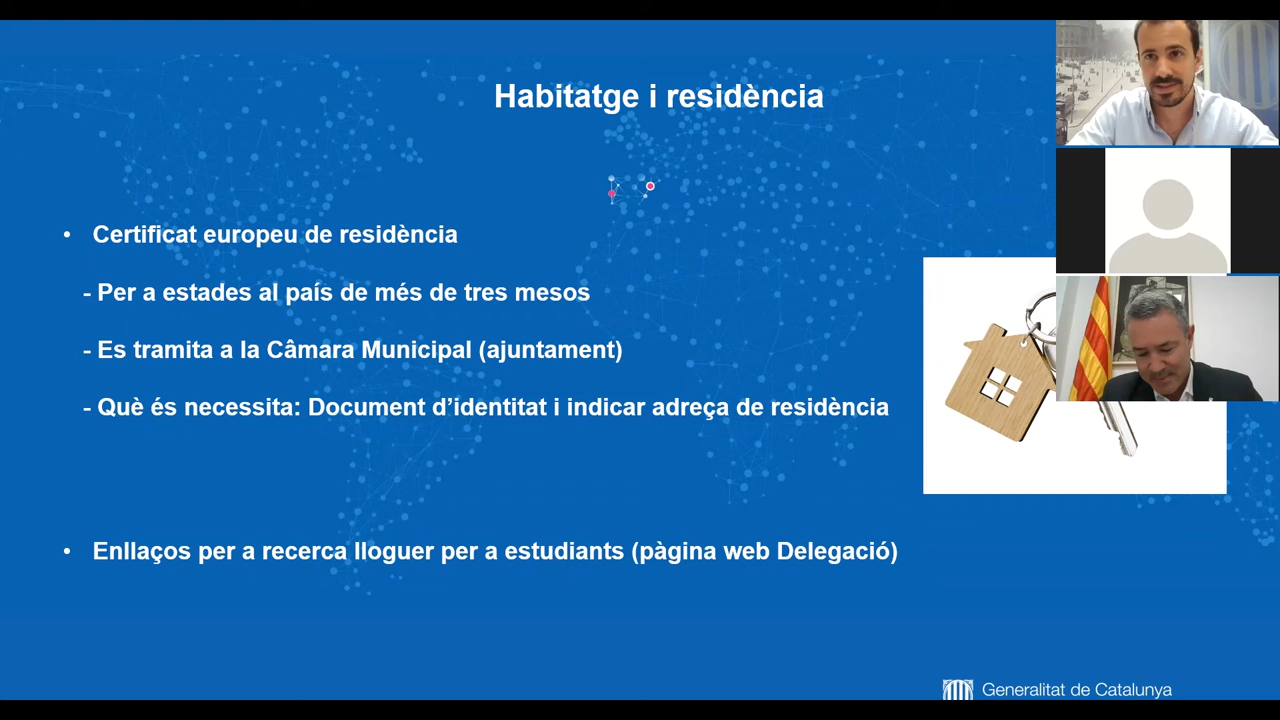 Habitatge i residència
• Certificat europeu de residència
- Per a estades al país de més de tres mesos
- Es tramita a la Câmara Municipal (ajuntament)
- Què és necessita: Document d’identitat i indicar adreça de residència
• Enllaços per a recerca lloguer per a estudiants (pàgina web Delegació)
Generalitat de Catalunya